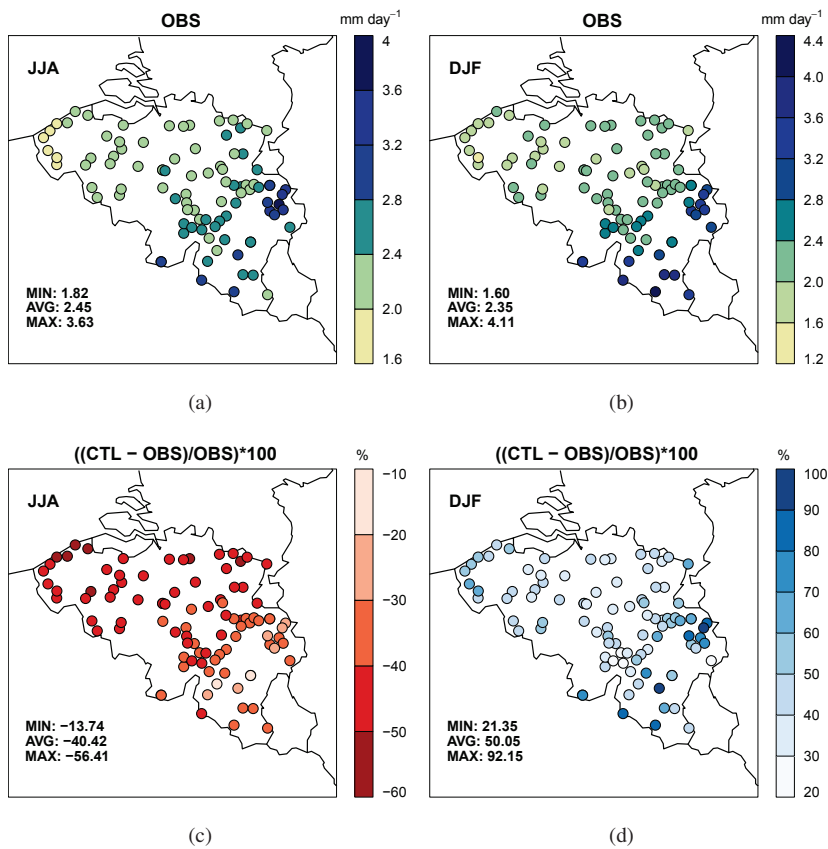 OBS
mm day−1
JJA
4
3.6
3.2
2.8
2.4
2.0
1.6
MIN: 1.82
AVG: 2.45
MAX: 3.63
(a)
OBS
mm day−1
DJF
4.4
4.0
3.6
3.2
2.8
2.4
2.0
1.6
1.2
MIN: 1.60
AVG: 2.35
MAX: 4.11
(b)
((CTL − OBS)/OBS)*100
%
JJA
−10
−20
−30
−40
−50
−60
MIN: −13.74
AVG: −40.42
MAX: −56.41
(c)
((CTL − OBS)/OBS)*100
%
DJF
100
90
80
70
60
50
40
30
20
MIN: 21.35
AVG: 50.05
MAX: 92.15
(d)